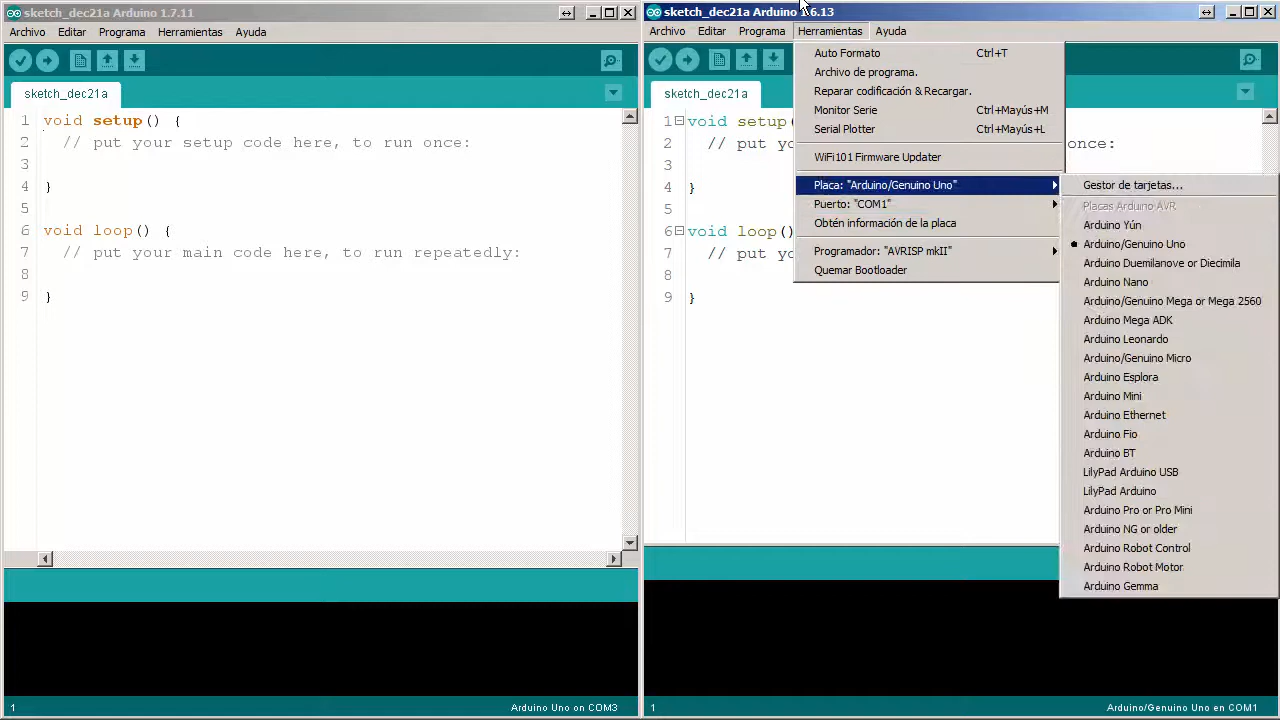 sketch_dec21a Arduino 1.7.11
Archivo Editar Programa Herramientas Ayuda
sketch_dec21a
1 void setup() {
2 // put your setup code here, to run once:
3
4 }
5
6 void loop() {
7 // put your main code here, to run repeatedly:
8
9 }
1
Arduino Uno on COM3
sketch_dec21a Arduino 1.6.13
Archivo Editar Programa Herramientas Ayuda
sketch_dec21a
1 void setup(
2 // put yo once:
3
4 }
5
6 void loop()
7 // put yo
8
9 }
Auto Formato Ctrl+T
Archivo de programa.
Reparar codificación & Recargar.
Monitor Serie Ctrl+Mayús+M
Serial Plotter Ctrl+Mayús+L
WiFi101 Firmware Updater
Placa: "Arduino/Genuino Uno"
Puerto: "COM1"
Obtén información de la placa
Programador: "AVRISP mkII"
Quemar Bootloader
Gestor de tarjetas...
Placas Arduino AVR
Arduino Yún
Arduino/Genuino Uno
Arduino Duemilanove or Diecimila
Arduino Nano
Arduino/Genuino Mega or Mega 2560
Arduino Mega ADK
Arduino Leonardo
Arduino/Genuino Micro
Arduino Esplora
Arduino Mini
Arduino Ethernet
Arduino Fio
Arduino BT
LilyPad Arduino USB
LilyPad Arduino
Arduino Pro or Pro Mini
Arduino NG or older
Arduino Robot Control
Arduino Robot Motor
Arduino Gemma
1
Arduino/Genuino Uno en COM1